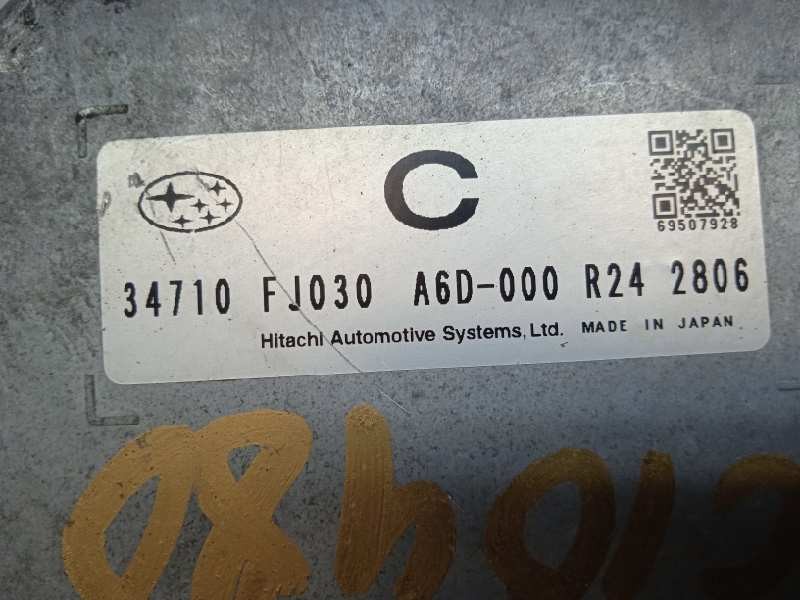 C
69507928
34710 FJ030 A6D-000 R24 2806
Hitachi Automotive Systems, Ltd. MADE IN JAPAN